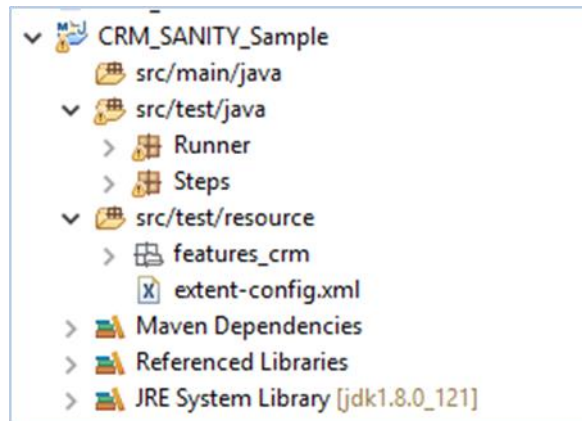 CRM_SANITY_Sample
src/main/java
src/test/java
Runner
Steps
src/test/resource
features_crm
extent-config.xml
Maven Dependencies
Referenced Libraries
JRE System Library [jdk1.8.0_121]